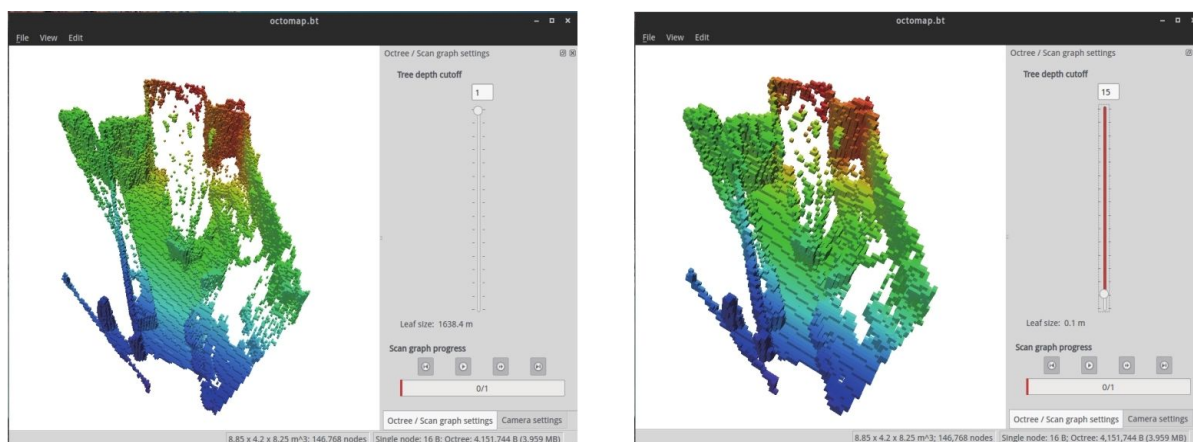 octomap.bt
File View Edit
Octree / Scan graph settings
Tree depth cutoff
1
Leaf size: 1638.4 m
Scan graph progress
0/1
Octree / Scan graph settings Camera settings
8.85 x 4.2 x 8.25 m^3; 146,768 nodes Single node: 16 B; Octree: 4,151,744 B (3.959 MB)
octomap.bt
File View Edit
Octree / Scan graph settings
Tree depth cutoff
15
Leaf size: 0.1 m
Scan graph progress
0/1
Octree / Scan graph settings Camera settings
8.85 x 4.2 x 8.25 m^3; 146,768 nodes Single node: 16 B; Octree: 4,151,744 B (3.959 MB)